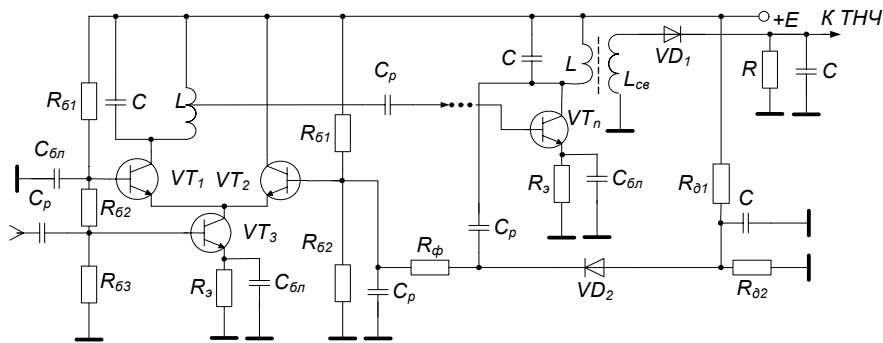 +E
К ТНЧ
C
L
VD1
Lсв
R
C
Rб1
C
L
Cр
Rб1
VTn
Cбл
VT1
VT2
Rэ
Cбл
Rд1
Cр
Rб2
VT3
Rб2
Cр
C
Rф
Rб3
Rэ
Cбл
Cр
VD2
Rд2